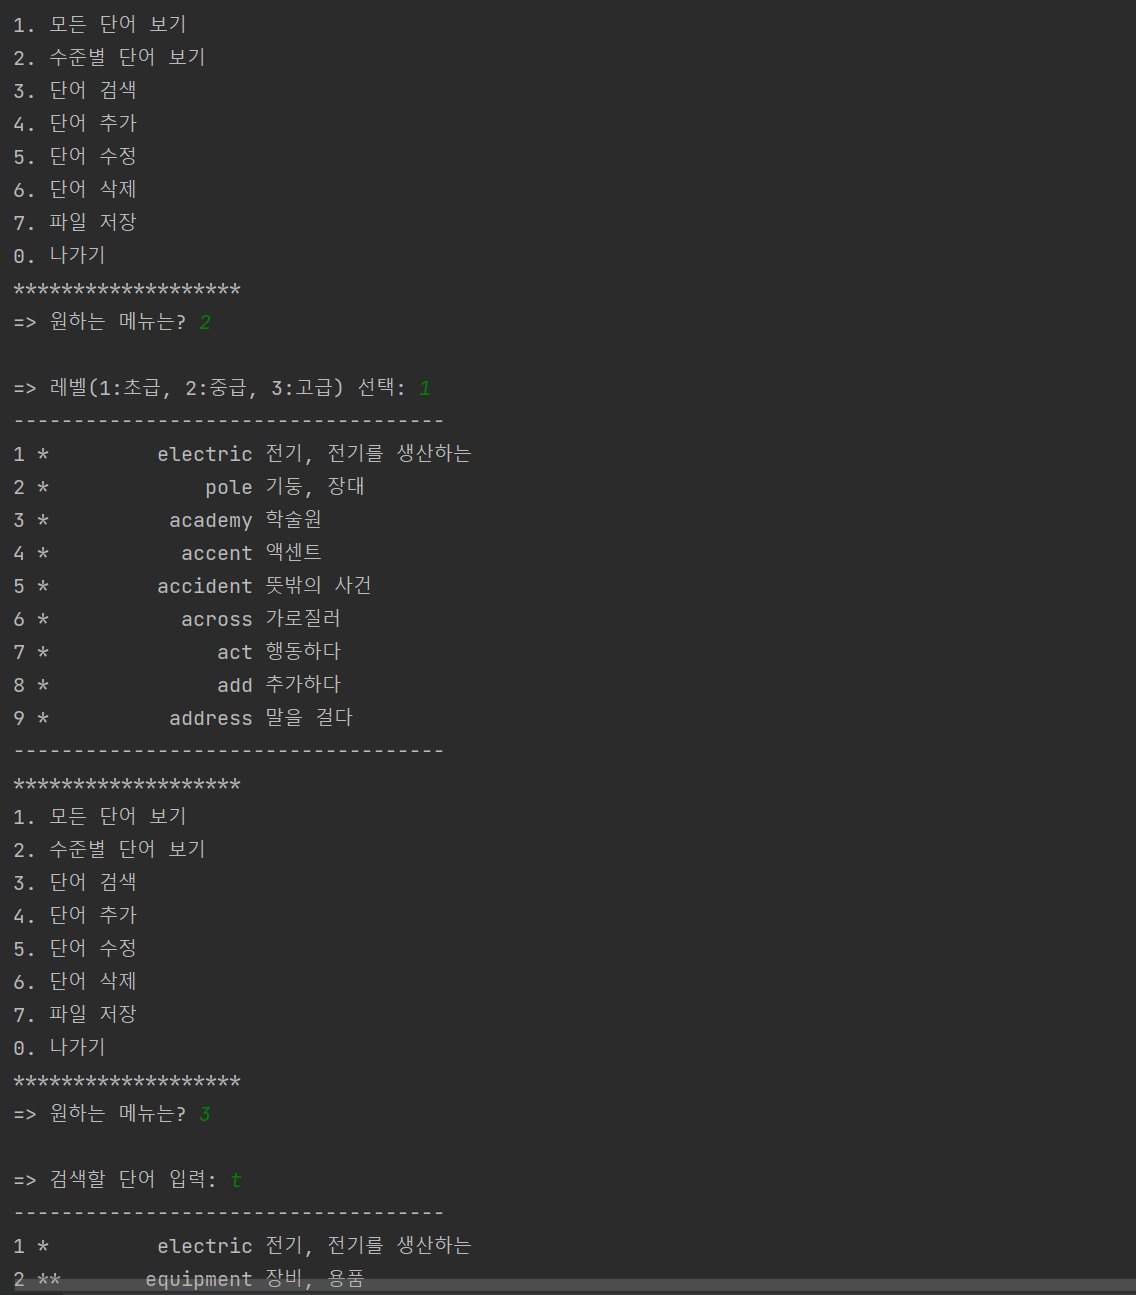 1. 모든 단어 보기
2. 수준별 단어 보기
3. 단어 검색
4. 단어 추가
5. 단어 수정
6. 단어 삭제
7. 파일 저장
0. 나가기
*******************
=> 원하는 메뉴는? 2
=> 레벨(1:초급, 2:중급, 3:고급) 선택: 1
------------------------------------
1 *         electric 전기, 전기를 생산하는
2 *             pole 기둥, 장대
3 *          academy 학술원
4 *           accent 액센트
5 *         accident 뜻밖의 사건
6 *           across 가로질러
7 *              act 행동하다
8 *              add 추가하다
9 *          address 말을 걸다
------------------------------------
*******************
1. 모든 단어 보기
2. 수준별 단어 보기
3. 단어 검색
4. 단어 추가
5. 단어 수정
6. 단어 삭제
7. 파일 저장
0. 나가기
*******************
=> 원하는 메뉴는? 3
=> 검색할 단어 입력: t
------------------------------------
1 *         electric 전기, 전기를 생산하는
2 **       equipment 장비, 용품